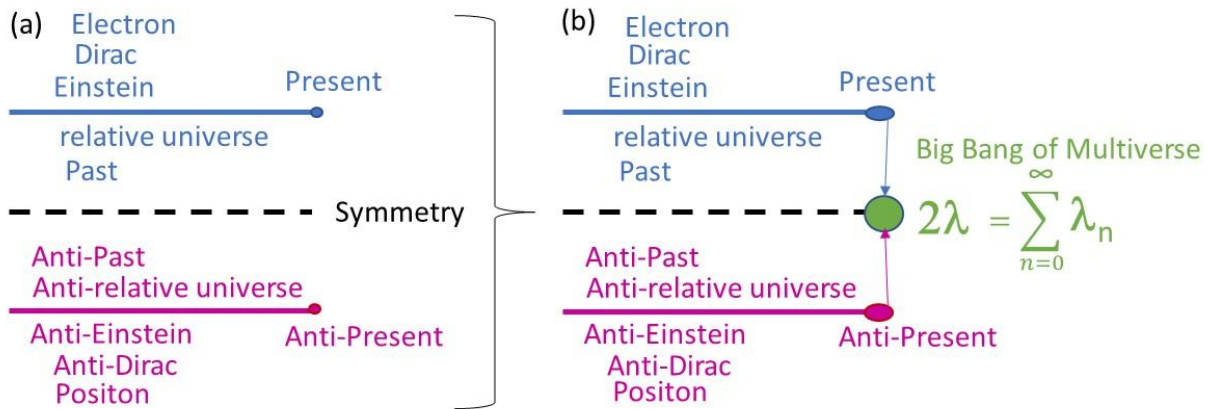 (a)
Electron
Dirac
Einstein
Present
relative universe
Past
Symmetry
Anti-Past
Anti-relative universe
Anti-Einstein
Anti-Present
Anti-Dirac
Positon
(b)
Electron
Dirac
Einstein
Present
relative universe
Past
Big Bang of Multiverse
2λ = ∑_{n=0}^{∞} λₙ
Anti-Past
Anti-relative universe
Anti-Einstein
Anti-Present
Anti-Dirac
Positon